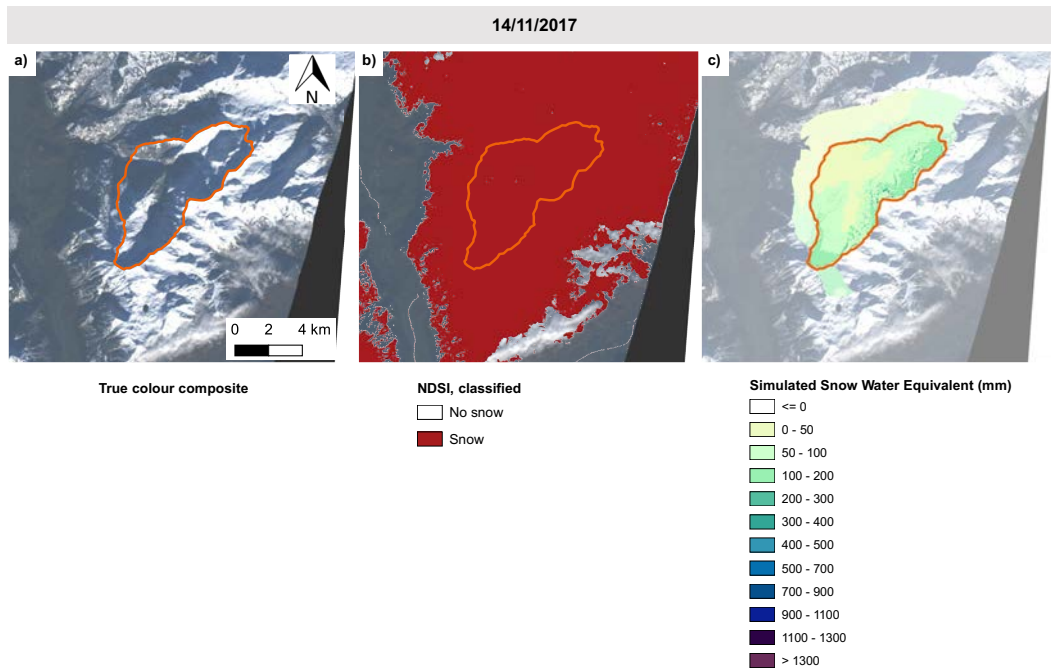 14/11/2017
a)
N
0 2 4 km
True colour composite
b)
NDSI, classified
No snow
Snow
c)
Simulated Snow Water Equivalent (mm)
<= 0
0 - 50
50 - 100
100 - 200
200 - 300
300 - 400
400 - 500
500 - 700
700 - 900
900 - 1100
1100 - 1300
> 1300